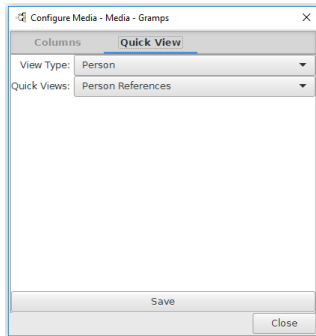 Configure Media - Media - Gramps
Columns Quick View
View Type: Person
Quick Views: Person References
Save
Close